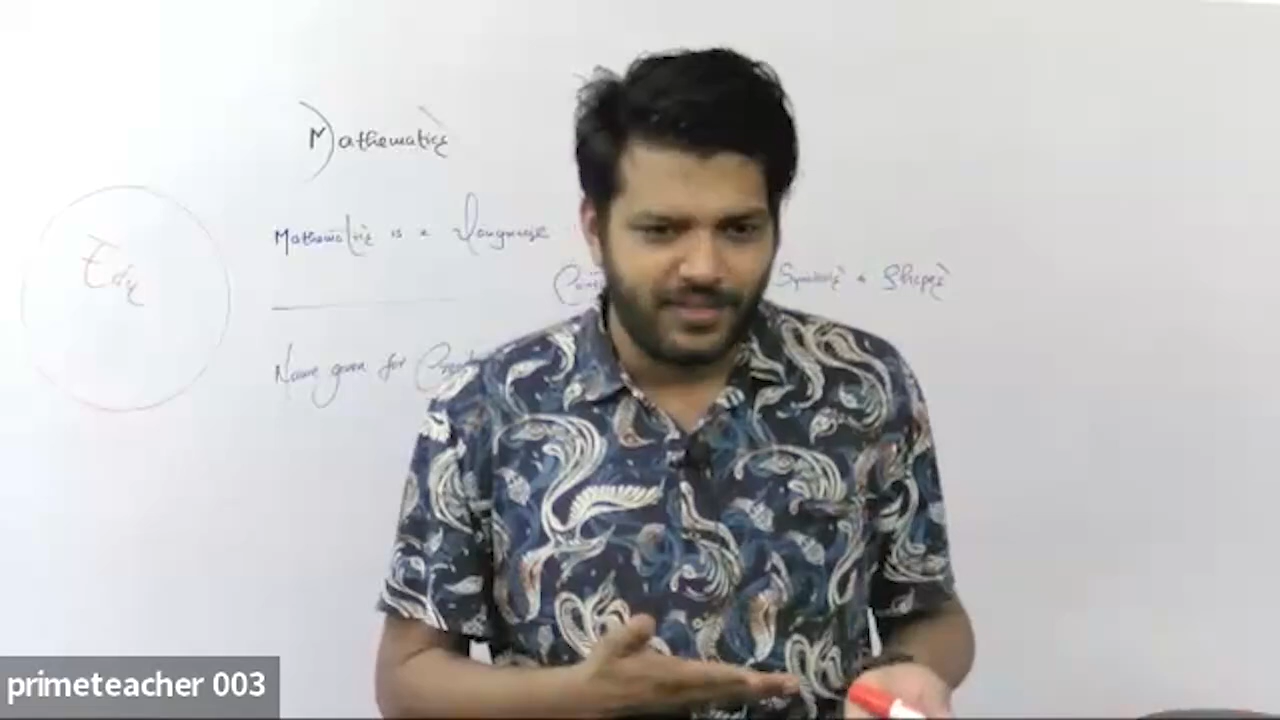 Mathematics
Mathematics is a language
Symbols & Shapes
Name given for
primeteacher 003